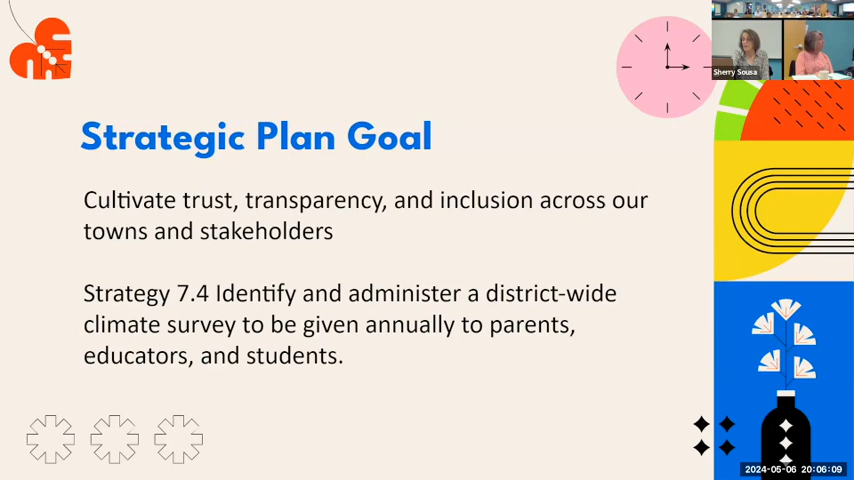 Sherry Sousa
Strategic Plan Goal
Cultivate trust, transparency, and inclusion across our
towns and stakeholders
Strategy 7.4 Identify and administer a district-wide
climate survey to be given annually to parents,
educators, and students.
2024-05-06 20:06:09